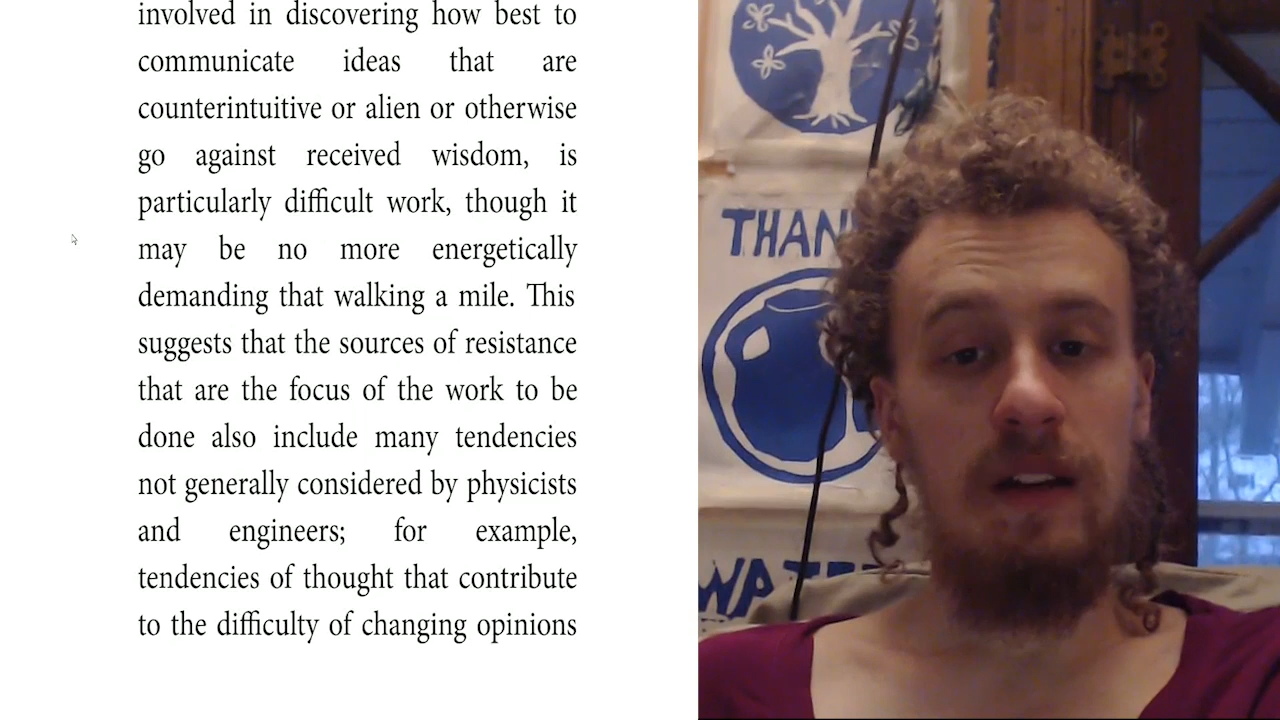 involved in discovering how best to
communicate ideas that are
counterintuitive or alien or otherwise
go against received wisdom, is
particularly difficult work, though it
may be no more energetically
demanding that walking a mile. This
suggests that the sources of resistance
that are the focus of the work to be
done also include many tendencies
not generally considered by physicists
and engineers; for example,
tendencies of thought that contribute
to the difficulty of changing opinions
THAN
WATE